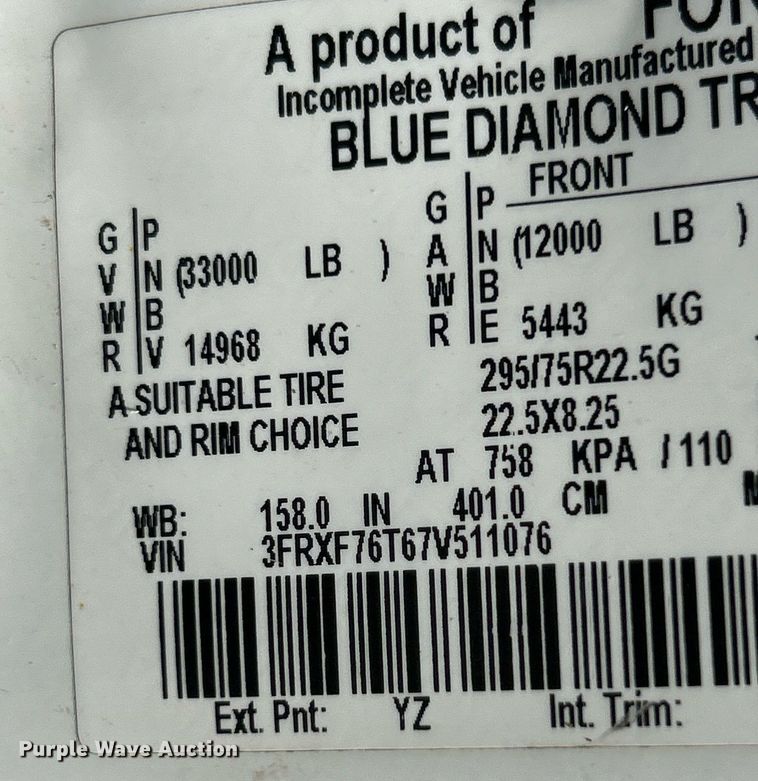 A product of
Incomplete Vehicle Manufactured
BLUE DIAMOND TR
FRONT
G P
V N (33000 LB )
W B
R V 14968 KG
G P
A N (12000 LB )
W B
R E 5443 KG
A SUITABLE TIRE
AND RIM CHOICE
295/75R22.5G
22.5X8.25
AT 758 KPA / 110
WB: 158.0 IN 401.0 CM
VIN 3FRXF76T67V511076
Ext. Pnt: YZ Int. Trim:
Purple Wave Auction